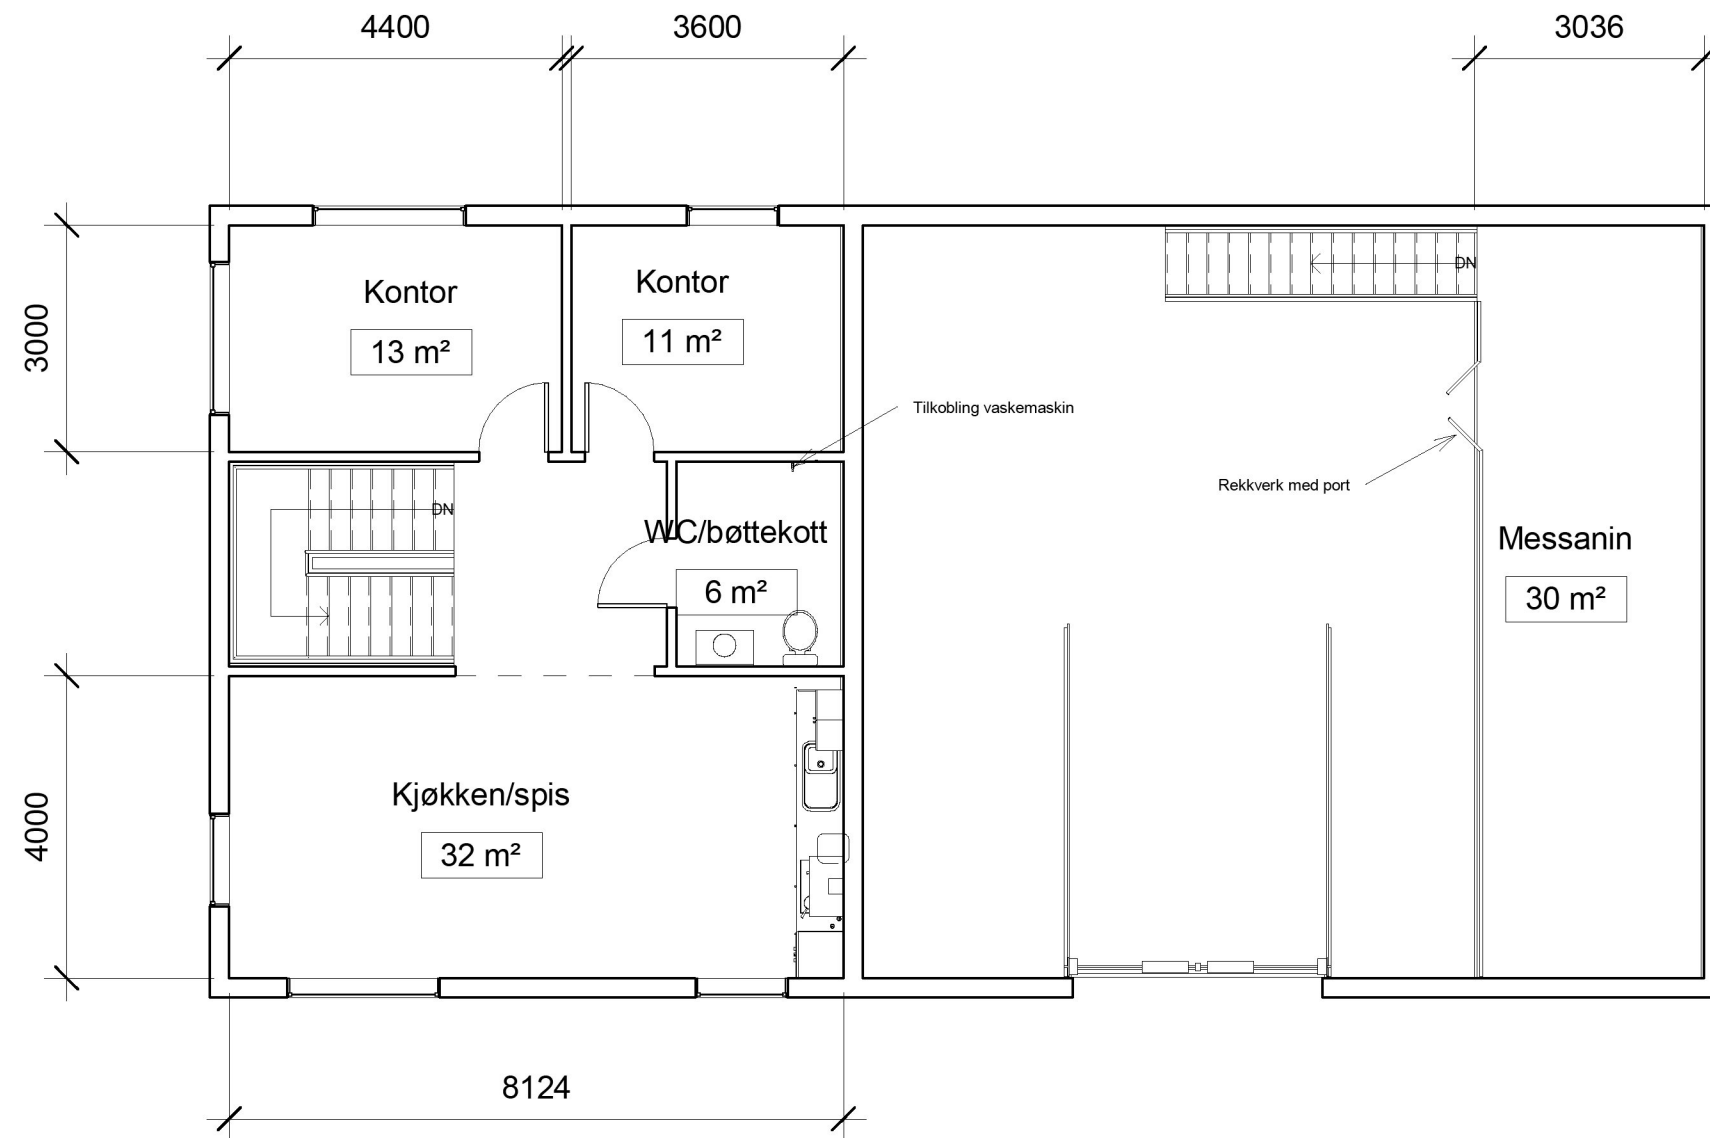 4400
3600
3036
3000
Kontor
13 m²
Kontor
11 m²
DN
Tilkobling vaskemaskin
Rekkverk med port
DN
WC/bøttekott
6 m²
Messanin
30 m²
4000
Kjøkken/spis
32 m²
8124